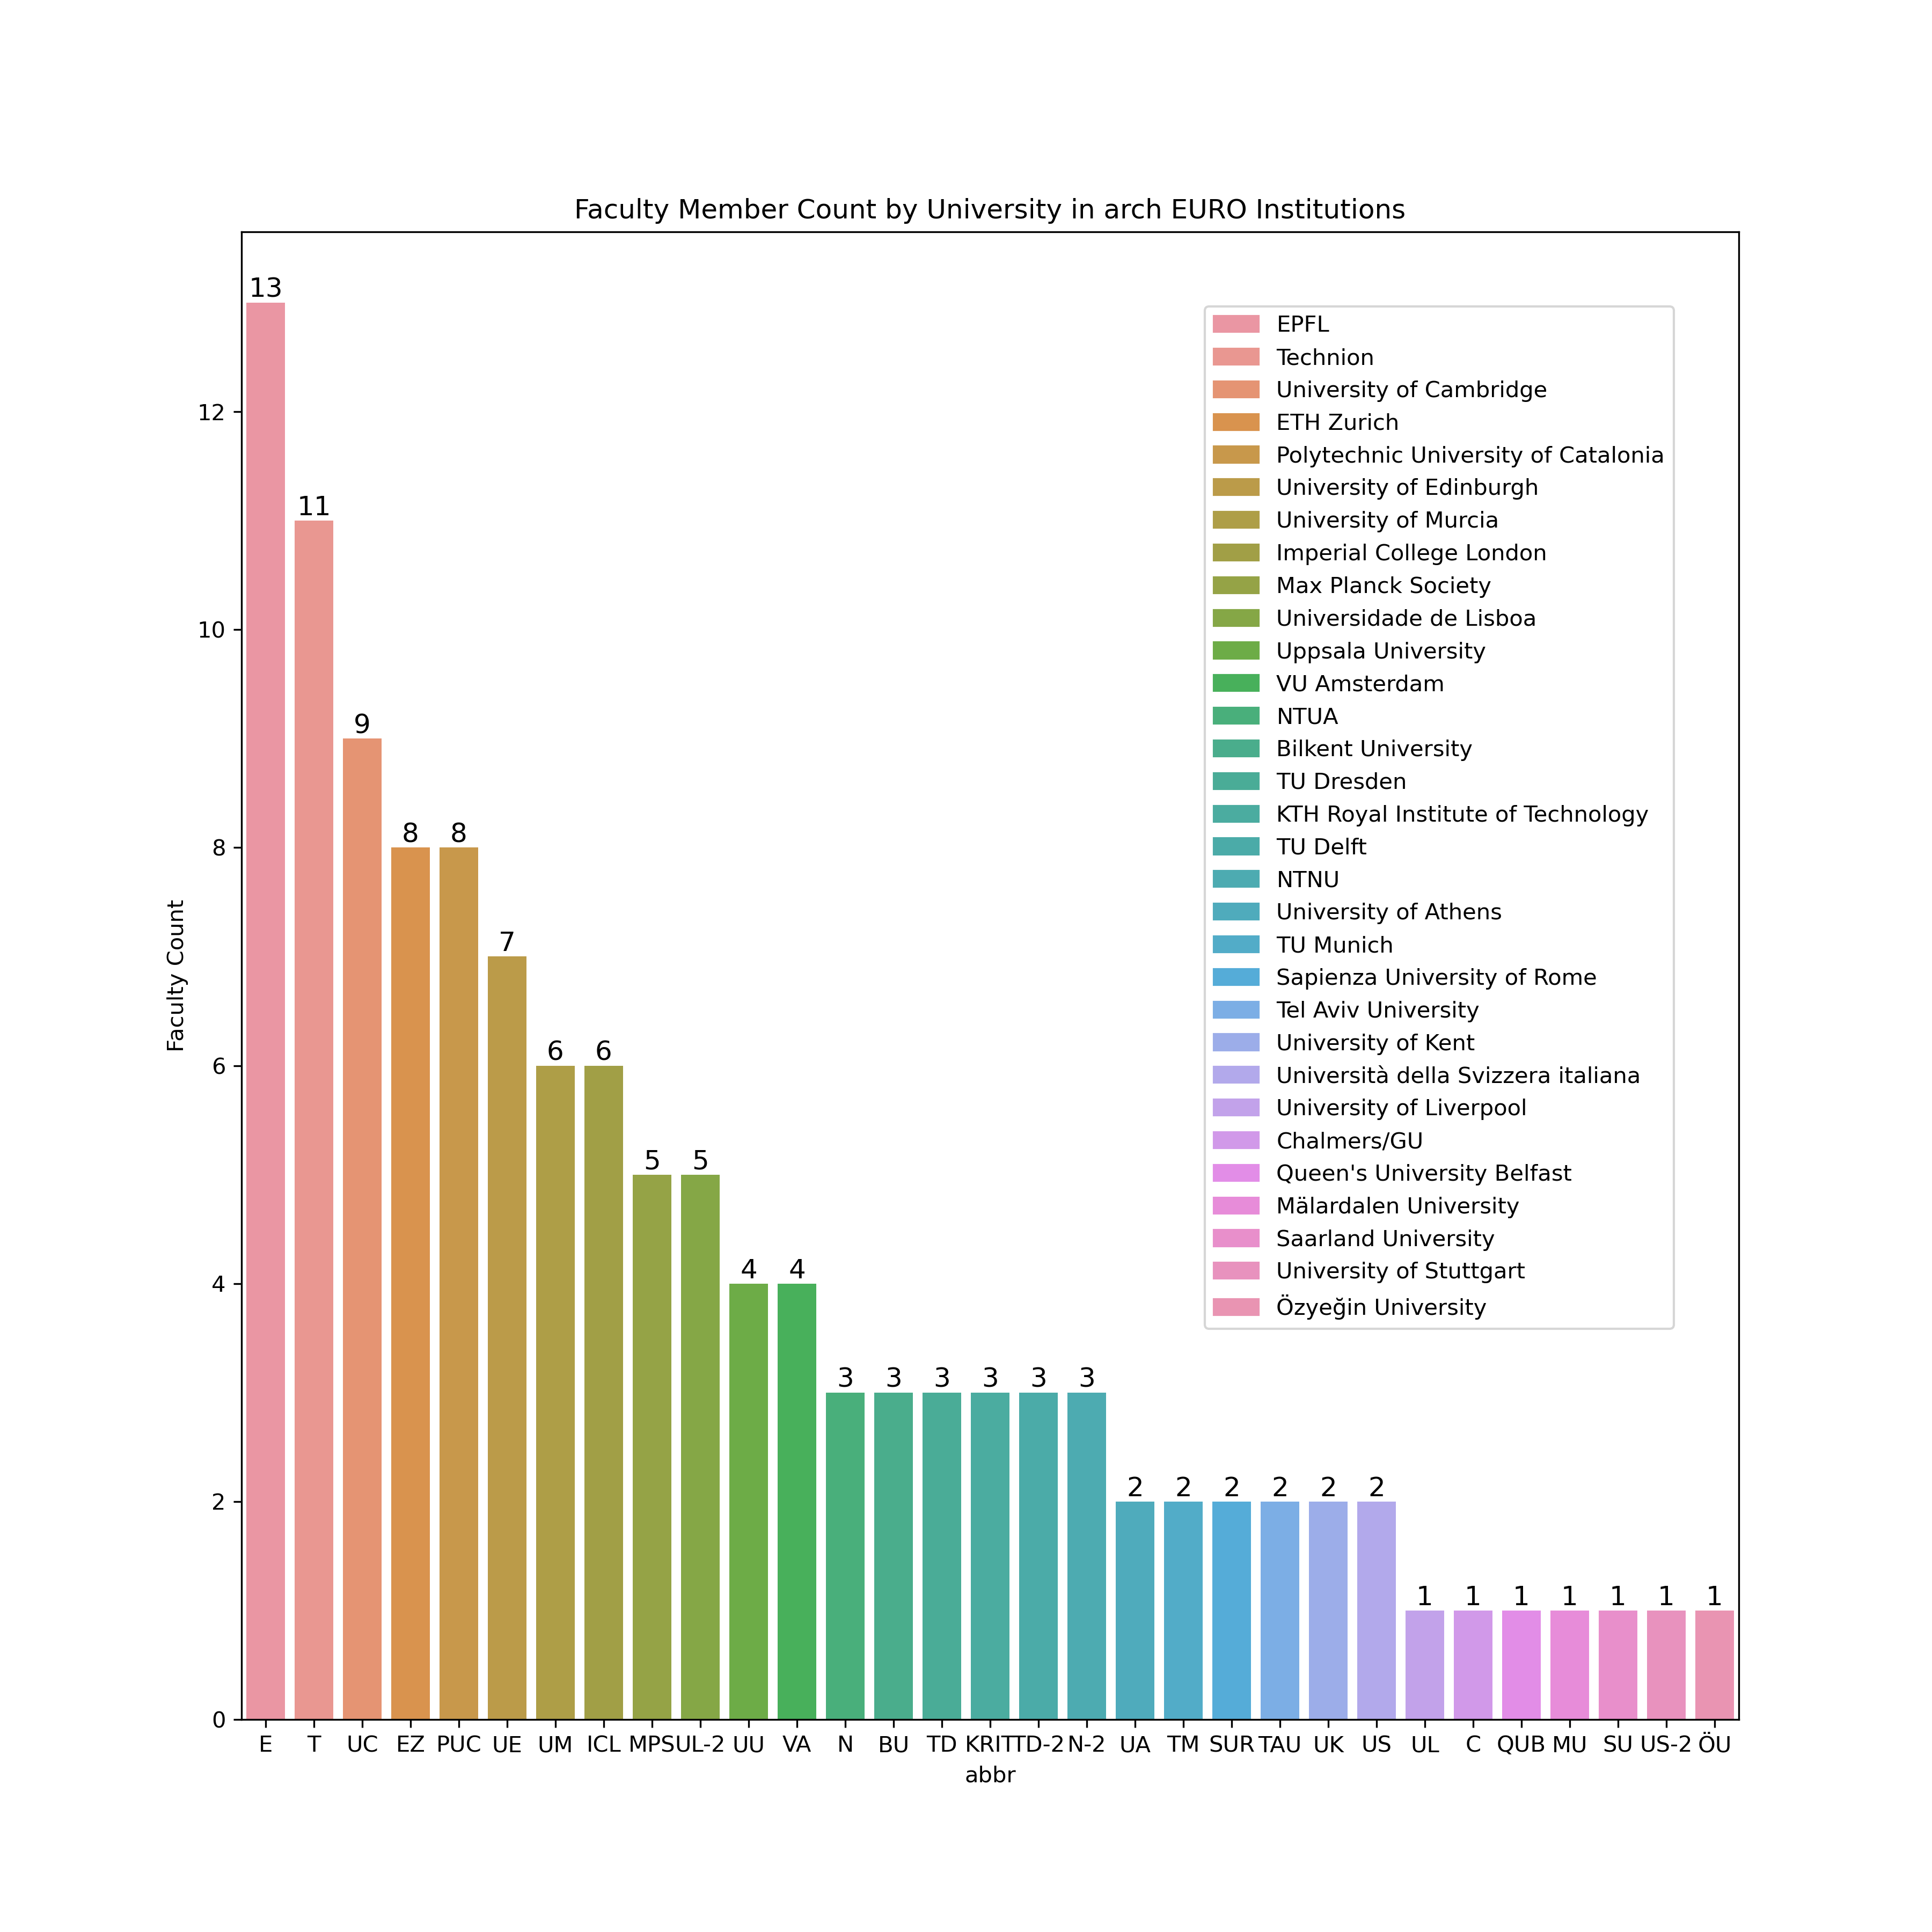 Faculty Member Count by University in arch EURO Institutions
13
11
9
8 8
7
6 6
5 5
4 4
3 3 3 3 3 3
2 2 2 2 2 2
1 1 1 1 1 1 1
EPFL
Technion
University of Cambridge
ETH Zurich
Polytechnic University of Catalonia
University of Edinburgh
University of Murcia
Imperial College London
Max Planck Society
Universidade de Lisboa
Uppsala University
VU Amsterdam
NTUA
Bilkent University
TU Dresden
KTH Royal Institute of Technology
TU Delft
NTNU
University of Athens
TU Munich
Sapienza University of Rome
Tel Aviv University
University of Kent
Università della Svizzera italiana
University of Liverpool
Chalmers/GU
Queen's University Belfast
Mälardalen University
Saarland University
University of Stuttgart
Özyeğin University
12
10
8
6
4
2
0
Faculty Count
E T UC EZ PUC UE UM ICL MPS UL-2 UU VA N BU TD KRIT TD-2 N-2 UA TM SUR TAU UK US UL C QUB MU SU US-2 ÖU
abbr